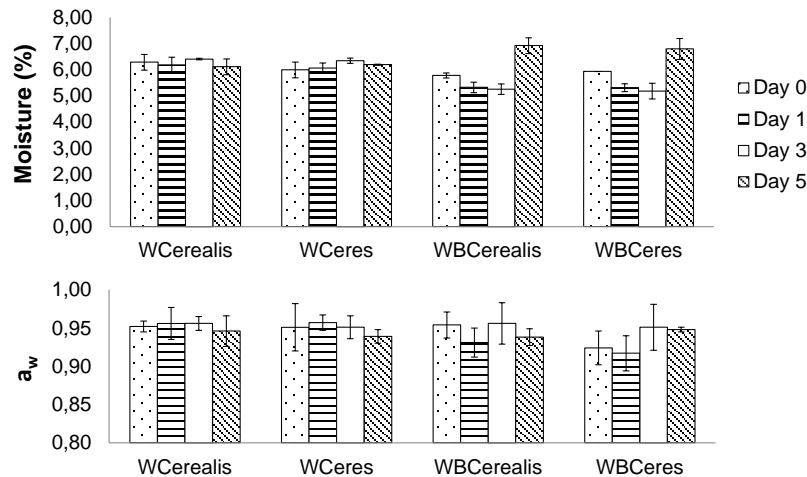 8,00
7,00
6,00
5,00
4,00
3,00
2,00
1,00
0,00
Moisture (%)
WCerealis WCeres WBCerealis WBCeres
Day 0
Day 1
Day 3
Day 5
1,00
0,95
0,90
0,85
0,80
aw
WCerealis WCeres WBCerealis WBCeres